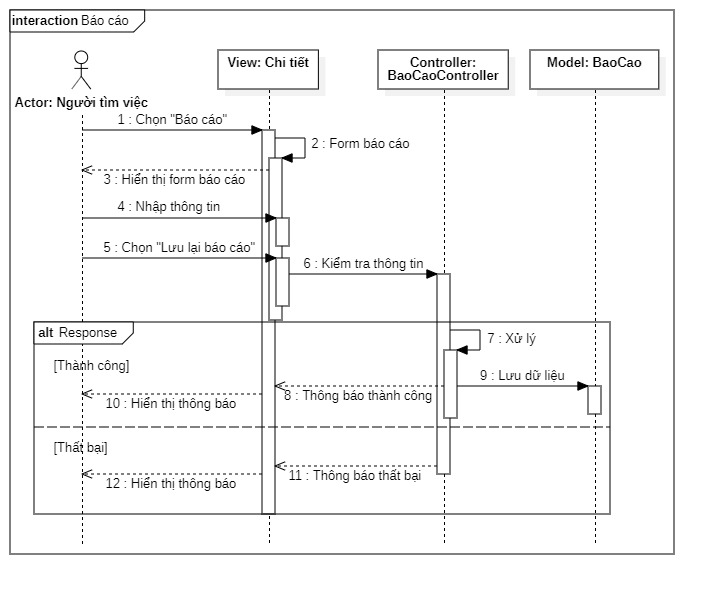 interaction Báo cáo
View: Chi tiết
Controller:
BaoCaoController
Model: BaoCao
Actor: Người tìm việc
1 : Chọn "Báo cáo"
2 : Form báo cáo
3 : Hiển thị form báo cáo
4 : Nhập thông tin
5 : Chọn "Lưu lại báo cáo"
6 : Kiểm tra thông tin
alt Response
7 : Xử lý
[Thành công]
9 : Lưu dữ liệu
8 : Thông báo thành công
10 : Hiển thị thông báo
[Thất bại]
11 : Thông báo thất bại
12 : Hiển thị thông báo